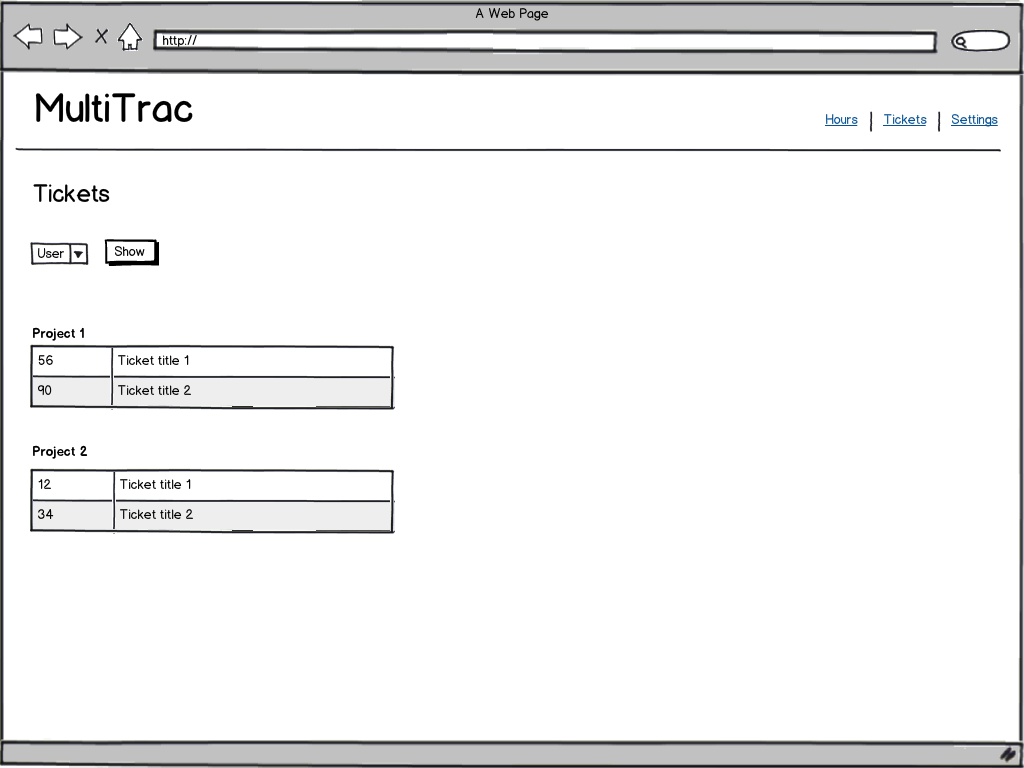 A Web Page
http://
MultiTrac
Hours | Tickets | Settings
Tickets
User Show
Project 1
56 Ticket title 1
90 Ticket title 2
Project 2
12 Ticket title 1
34 Ticket title 2